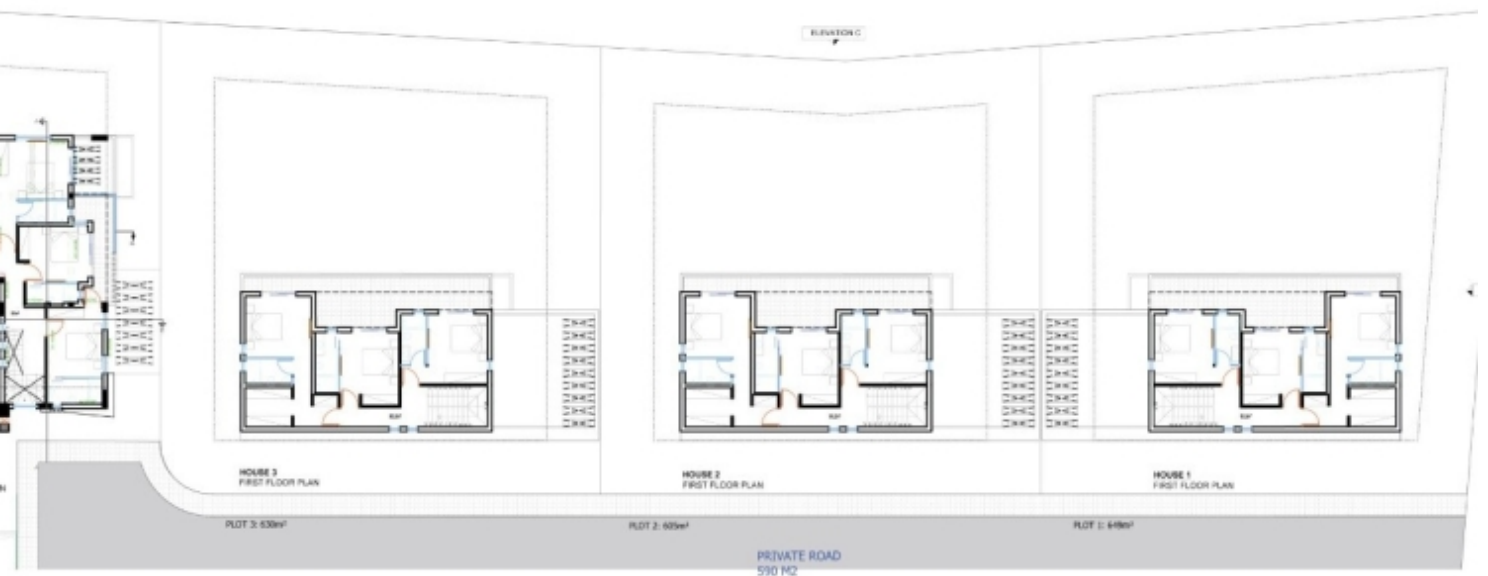 ELEVATION C
HOUSE 3
FIRST FLOOR PLAN
HOUSE 2
FIRST FLOOR PLAN
HOUSE 1
FIRST FLOOR PLAN
PLOT 3: 630m²
PLOT 2: 605m²
PLOT 1: 649m²
PRIVATE ROAD
590 M2